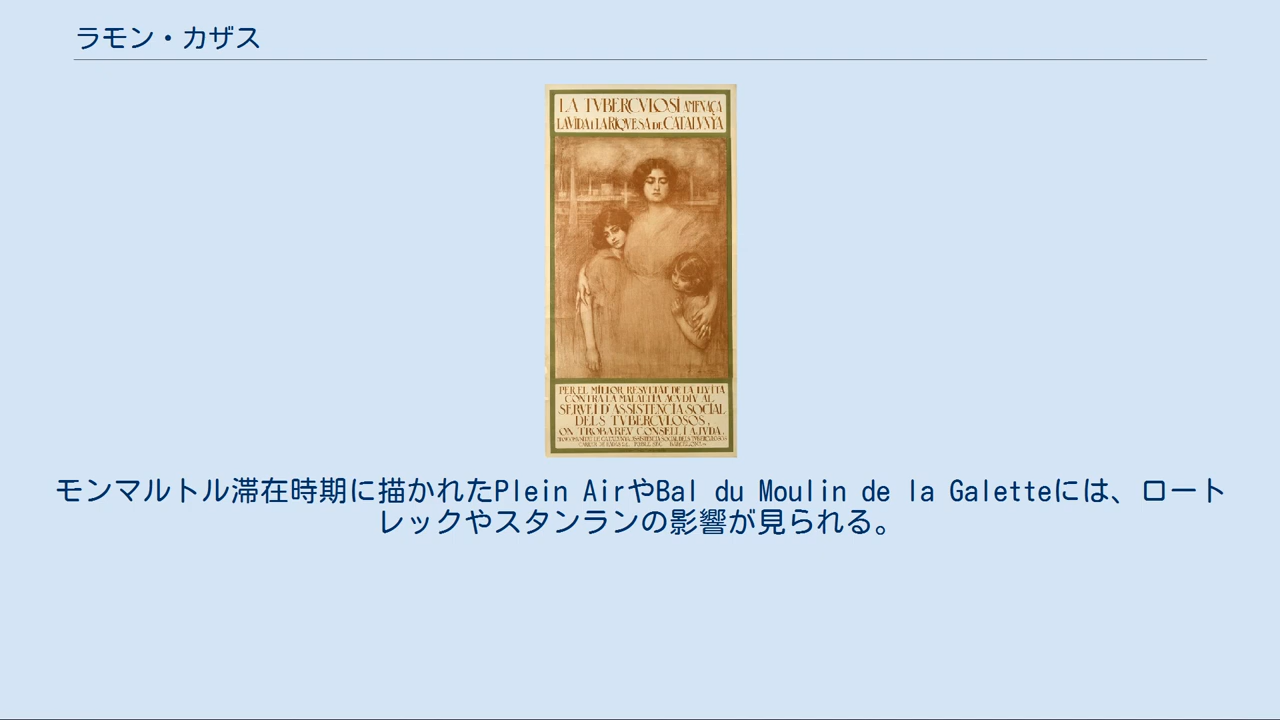 ラモン・カザス
LA TVBERCVLOSI AMENAÇA
LA VIDA I LA RIQVESA DE CATALVNYA
PER EL MILLOR RESVLTAT DE LA LLVITA
CONTRA LA MALALTIA ACVDIV AL
SERVEI D'ASSISTENCIA SOCIAL
DELS TVBERCVLOSOS,
ON TROBAREV CONSELL I AJVDA.
モンマルトル滞在時期に描かれたPlein AirやBal du Moulin de la Galetteには、ロート
レックやスタンランの影響が見られる。